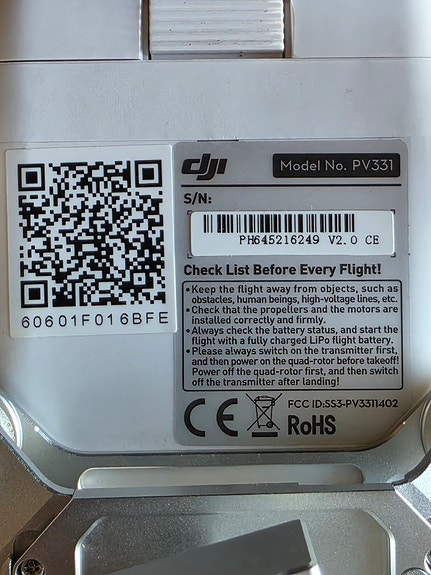 dji
Model No. PV331
S/N:
PH645216249 V2.0 CE
60601F016BFE
Check List Before Every Flight!
•Keep the flight away from objects, such as
obstacles, human beings, high-voltage lines, etc.
•Check that the propellers and the motors are
installed correctly and firmly.
•Always check the battery status, and start the
flight with a fully charged LiPo flight battery.
•Please always switch on the transmitter first,
and then power on the quad-rotor before takeoff!
Power off the quad-rotor first, and then switch
off the transmitter after landing!
CE
FCC ID:SS3-PV3311402
RoHS